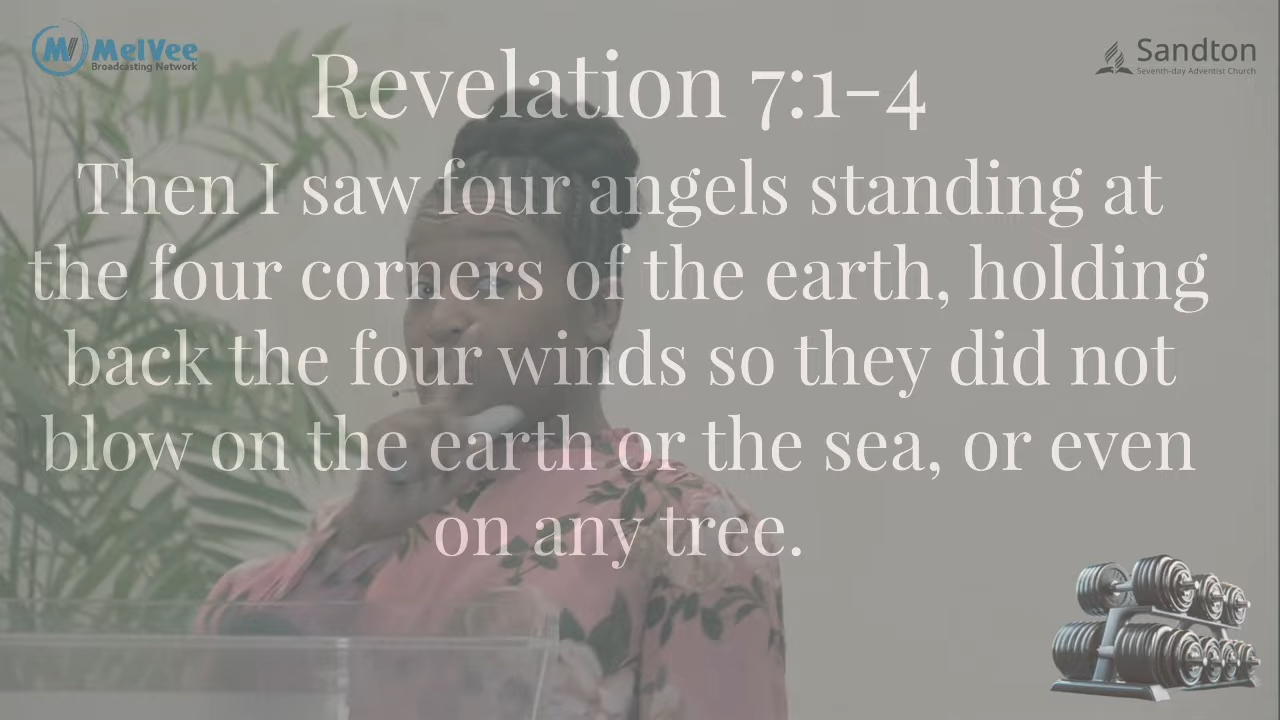 MelVee
Broadcasting Network
Sandton
Seventh-day Adventist Church
Revelation 7:1-4
Then I saw four angels standing at
the four corners of the earth, holding
back the four winds so they did not
blow on the earth or the sea, or even
on any tree.